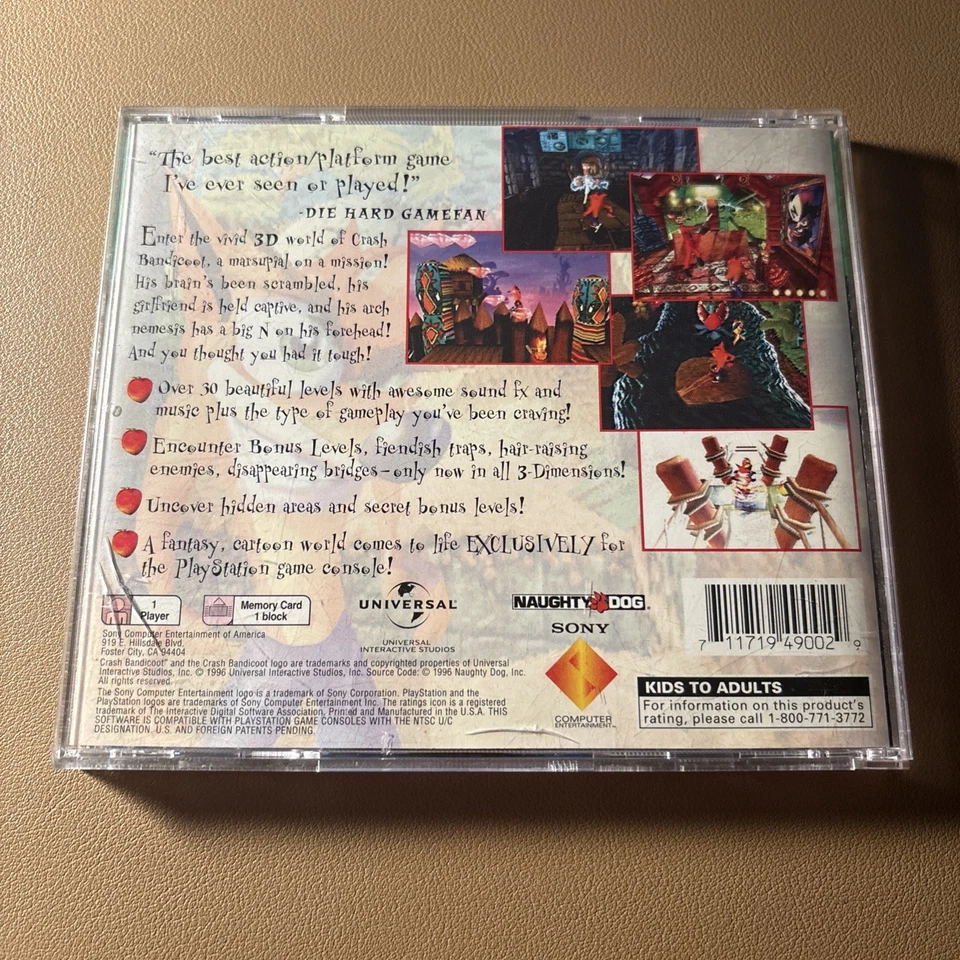 "The best action/platform game
I've ever seen or played!"
-DIE HARD GAMEFAN
Enter the vivid 3D world of Crash
Bandicoot, a marsupial on a mission!
His brain's been scrambled, his
girlfriend is held captive, and his arch
nemesis has a big N on his forehead!
And you thought you had it tough!
Over 30 beautiful levels with awesome sound fx and
music plus the type of gameplay you've been craving!
Encounter Bonus Levels, fiendish traps, hair-raising
enemies, disappearing bridges—only now in all 3-Dimensions!
Uncover hidden areas and secret bonus levels!
A fantasy, cartoon world comes to life EXCLUSIVELY for
the PlayStation game console!
1
Player
Memory Card
1 block
UNIVERSAL
UNIVERSAL
INTERACTIVE STUDIOS
NAUGHTY DOG
SONY
COMPUTER
ENTERTAINMENT
7 11719 49002 9
KIDS TO ADULTS
For information on this product's
rating, please call 1-800-771-3772
Sony Computer Entertainment of America
919 E. Hillsdale Blvd.
Foster City, CA 94404
"Crash Bandicoot" and the Crash Bandicoot logo are trademarks and copyrighted properties of Universal
Interactive Studios, Inc. © 1996 Universal Interactive Studios, Inc. Source Code: © 1996 Naughty Dog, Inc.
All rights reserved.
The Sony Computer Entertainment logo is a trademark of Sony Corporation. PlayStation and the
PlayStation logos are trademarks of Sony Computer Entertainment Inc. The ratings icon is a registered
trademark of The Interactive Digital Software Association. Printed and Manufactured in the U.S.A. THIS
SOFTWARE IS COMPATIBLE WITH PLAYSTATION GAME CONSOLES WITH THE NTSC U/C
DESIGNATION. U.S. AND FOREIGN PATENTS PENDING.